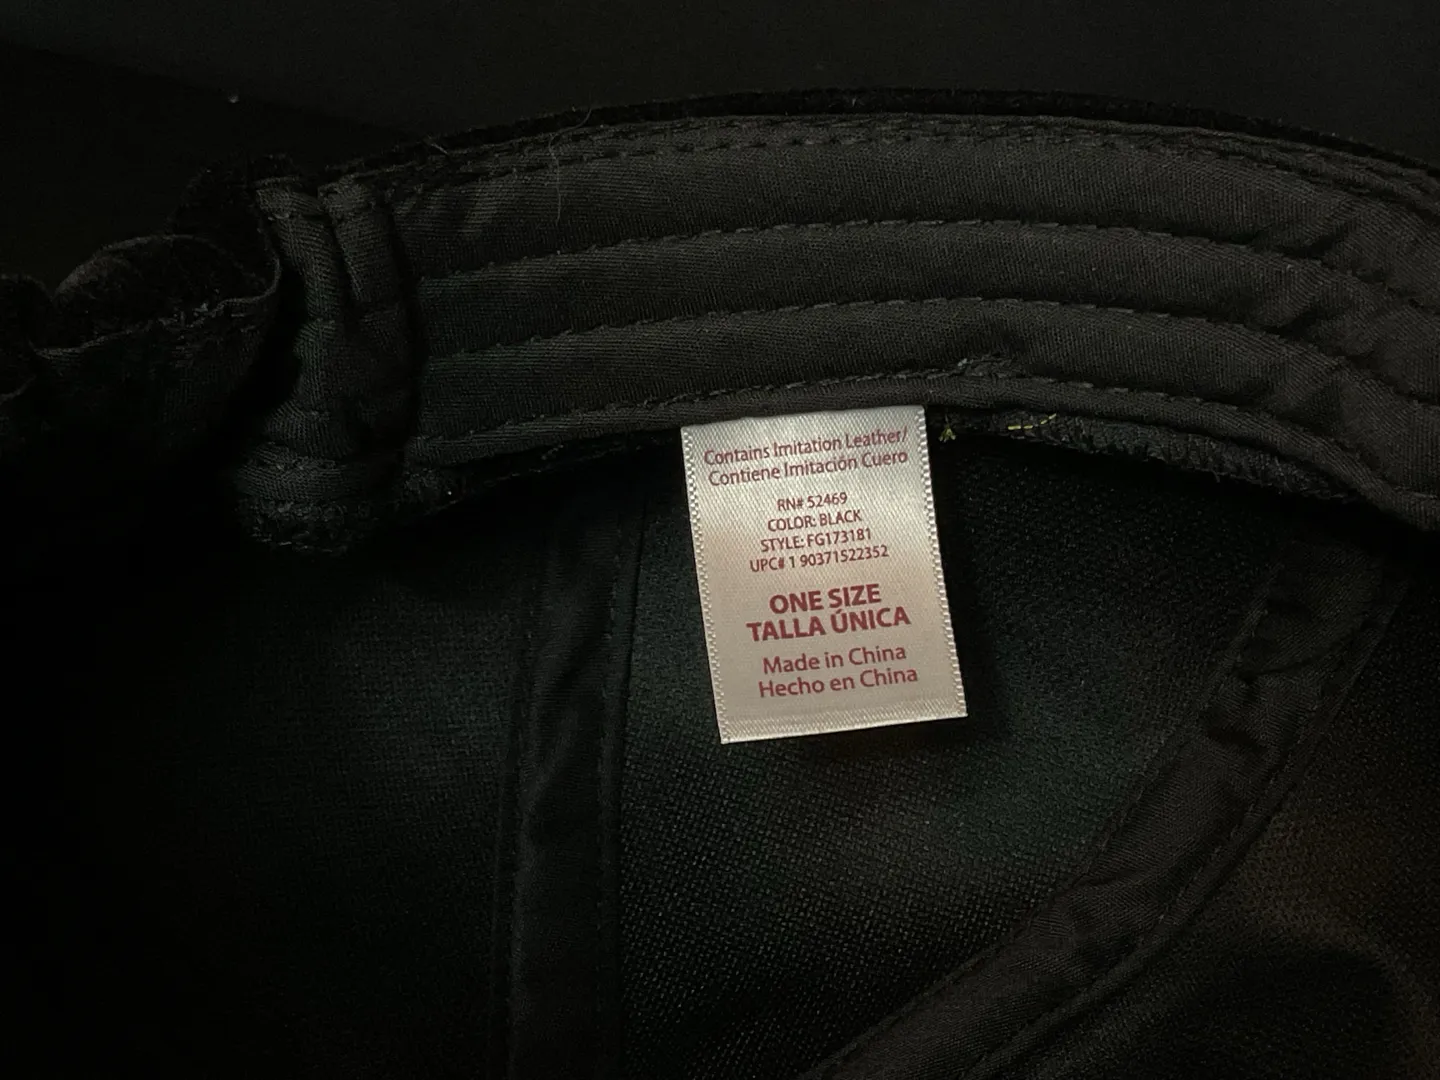 Contains Imitation Leather/
Contiene Imitación Cuero
RN# 52469
COLOR: BLACK
STYLE: FG173181
UPC# 1 90371522352
ONE SIZE
TALLA ÚNICA
Made in China
Hecho en China